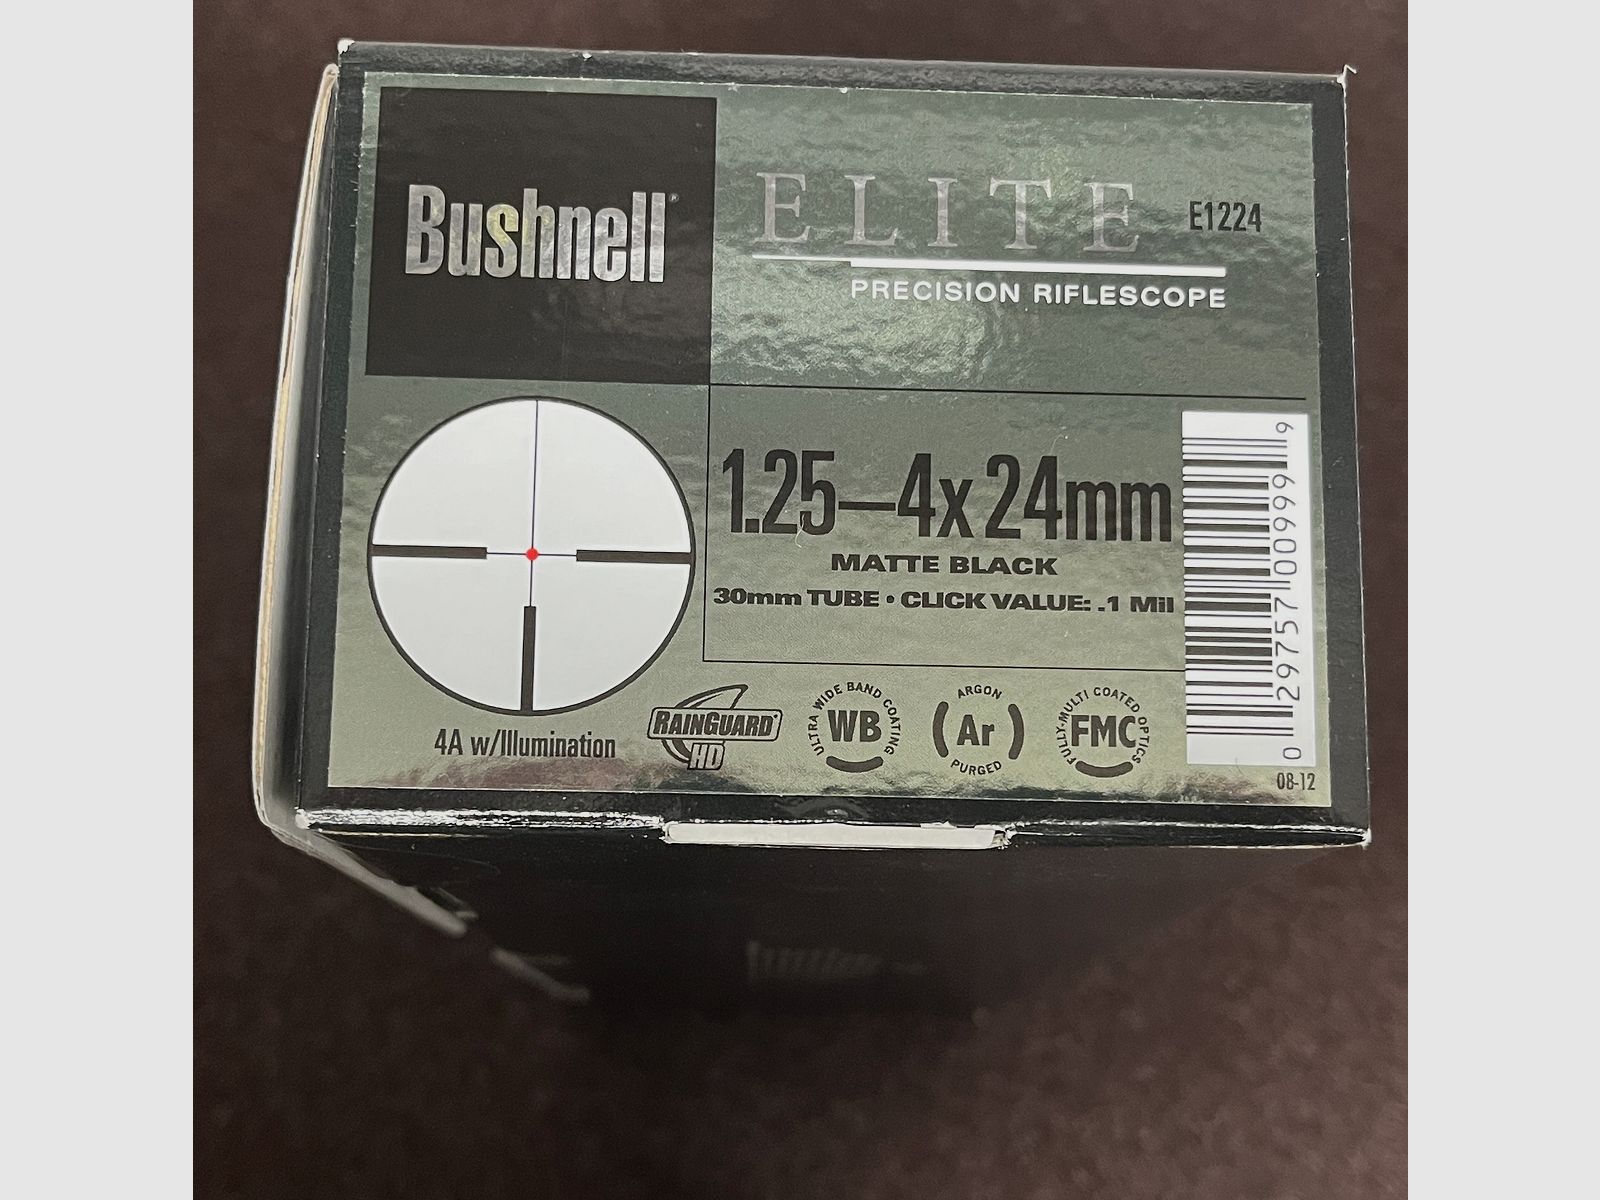 Bushnell®
ELITE
E1224
PRECISION RIFLESCOPE
1.25–4x24mm
MATTE BLACK
30mm TUBE • CLICK VALUE: .1 Mil
4A w/Illumination
RAINGUARD®
HD
ULTRA WIDE BAND COATING
WB
ARGON
Ar
PURGED
FULLY-MULTI COATED OPTICS
FMC
0 29757 00999 9
08-12